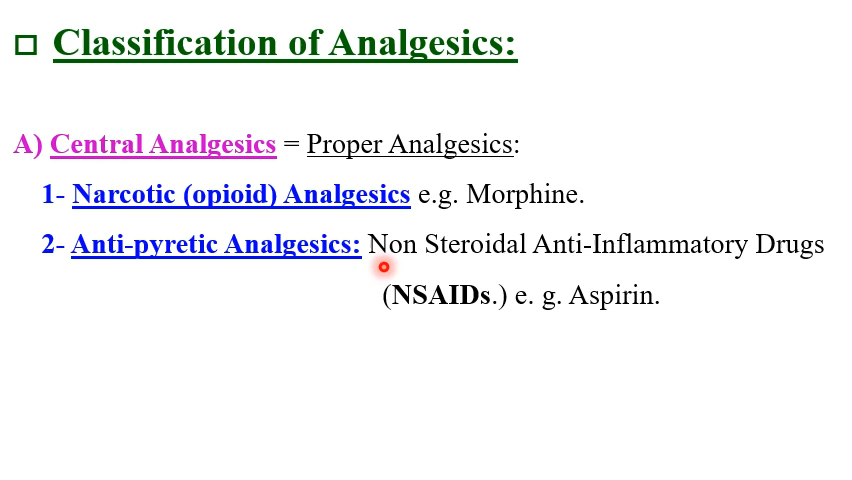 Classification of Analgesics:
A) Central Analgesics = Proper Analgesics:
1- Narcotic (opioid) Analgesics e.g. Morphine.
2- Anti-pyretic Analgesics: Non Steroidal Anti-Inflammatory Drugs
(NSAIDs.) e. g. Aspirin.